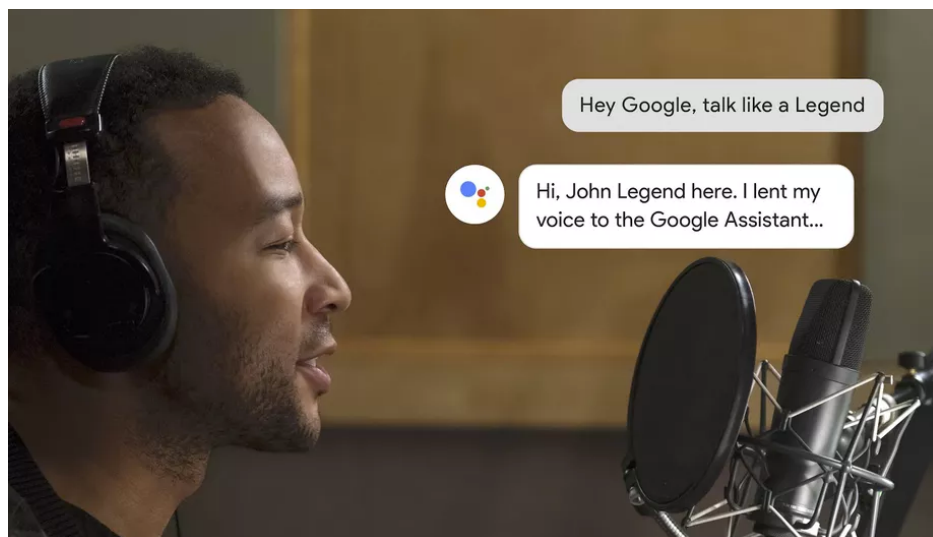 Hey Google, talk like a Legend
Hi, John Legend here. I lent my
voice to the Google Assistant...